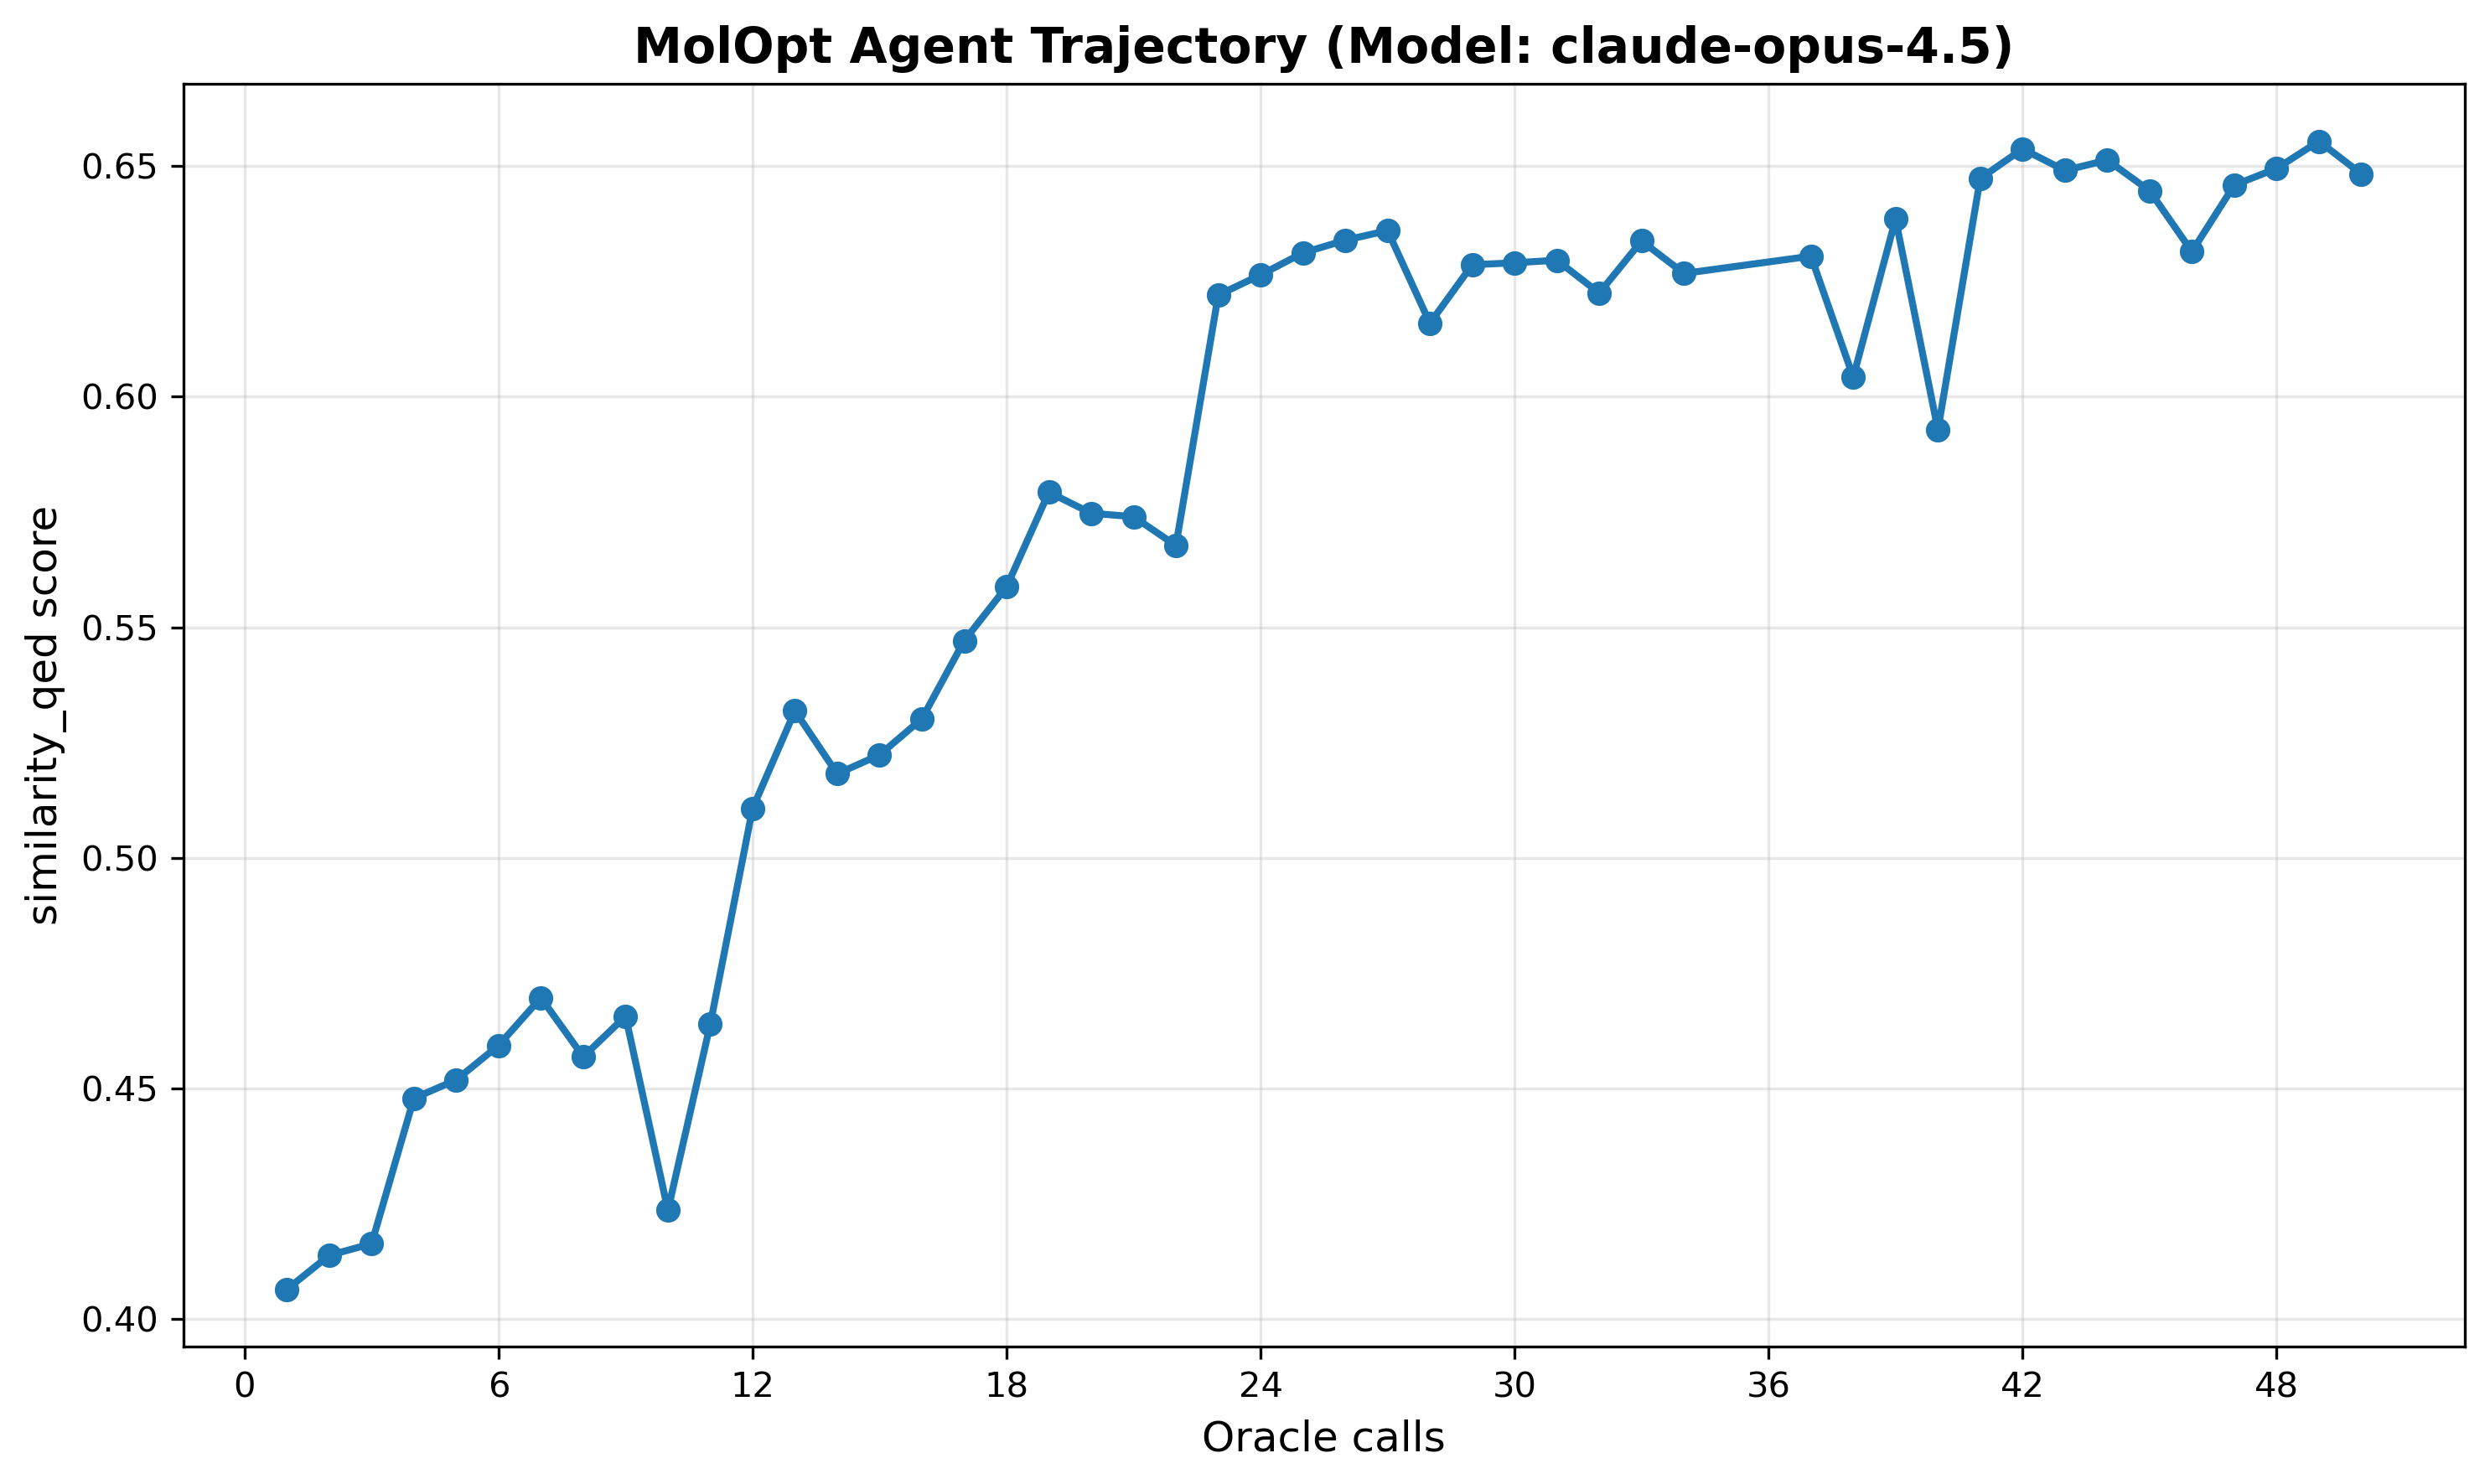 MolOpt Agent Trajectory (Model: claude-opus-4.5)
similarity_qed score
0.65
0.60
0.55
0.50
0.45
0.40
0 6 12 18 24 30 36 42 48
Oracle calls